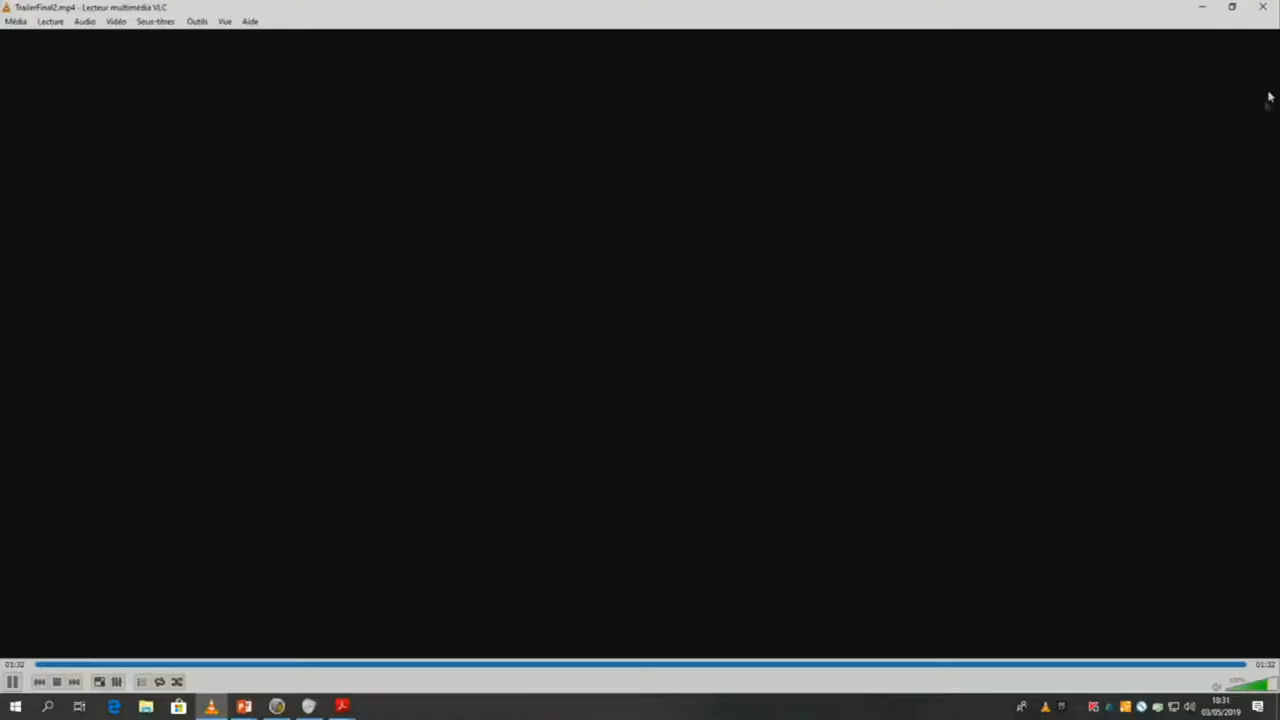 TrailerFinal2.mp4 - Lecteur multimédia VLC
Média Lecture Audio Vidéo Sous-titres Outils Vue Aide
01:32 01:32
100%
18:31
03/05/2019